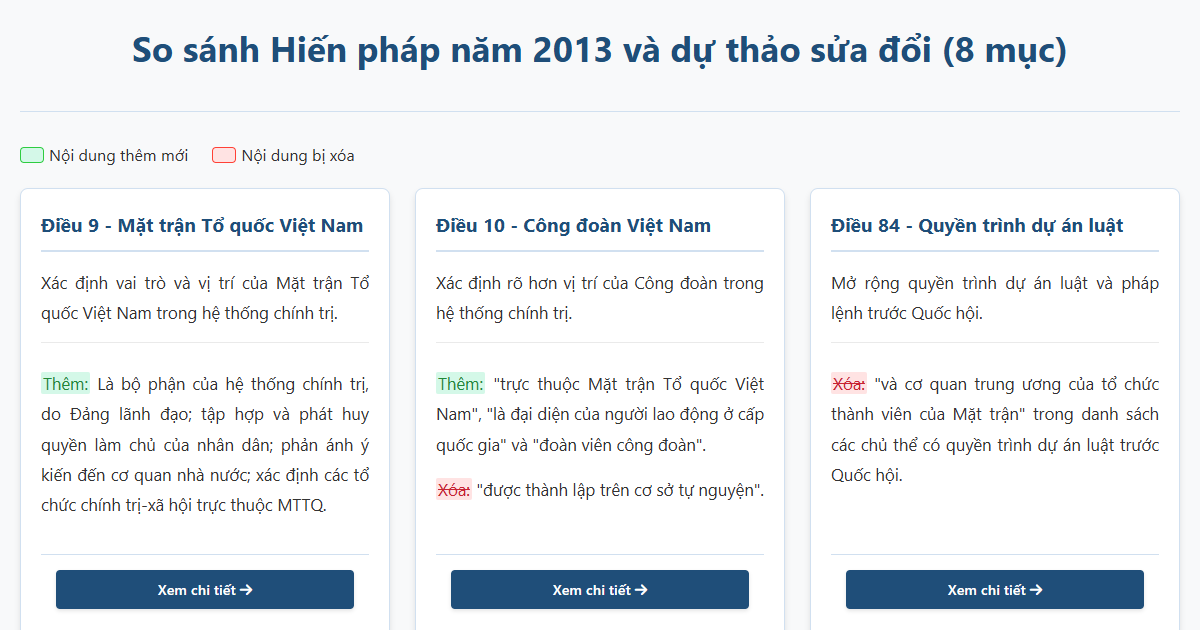 So sánh Hiến pháp năm 2013 và dự thảo sửa đổi (8 mục)
Nội dung thêm mới
Nội dung bị xóa
Điều 9 - Mặt trận Tổ quốc Việt Nam
Xác định vai trò và vị trí của Mặt trận Tổ
quốc Việt Nam trong hệ thống chính trị.
Thêm: Là bộ phận của hệ thống chính trị,
do Đảng lãnh đạo; tập hợp và phát huy
quyền làm chủ của nhân dân; phản ánh ý
kiến đến cơ quan nhà nước; xác định các tổ
chức chính trị-xã hội trực thuộc MTTQ.
Xem chi tiết →
Điều 10 - Công đoàn Việt Nam
Xác định rõ hơn vị trí của Công đoàn trong
hệ thống chính trị.
Thêm: "trực thuộc Mặt trận Tổ quốc Việt
Nam", "là đại diện của người lao động ở cấp
quốc gia" và "đoàn viên công đoàn".
Xóa: "được thành lập trên cơ sở tự nguyện".
Xem chi tiết →
Điều 84 - Quyền trình dự án luật
Mở rộng quyền trình dự án luật và pháp
lệnh trước Quốc hội.
Xóa: "và cơ quan trung ương của tổ chức
thành viên của Mặt trận" trong danh sách
các chủ thể có quyền trình dự án luật trước
Quốc hội.
Xem chi tiết →